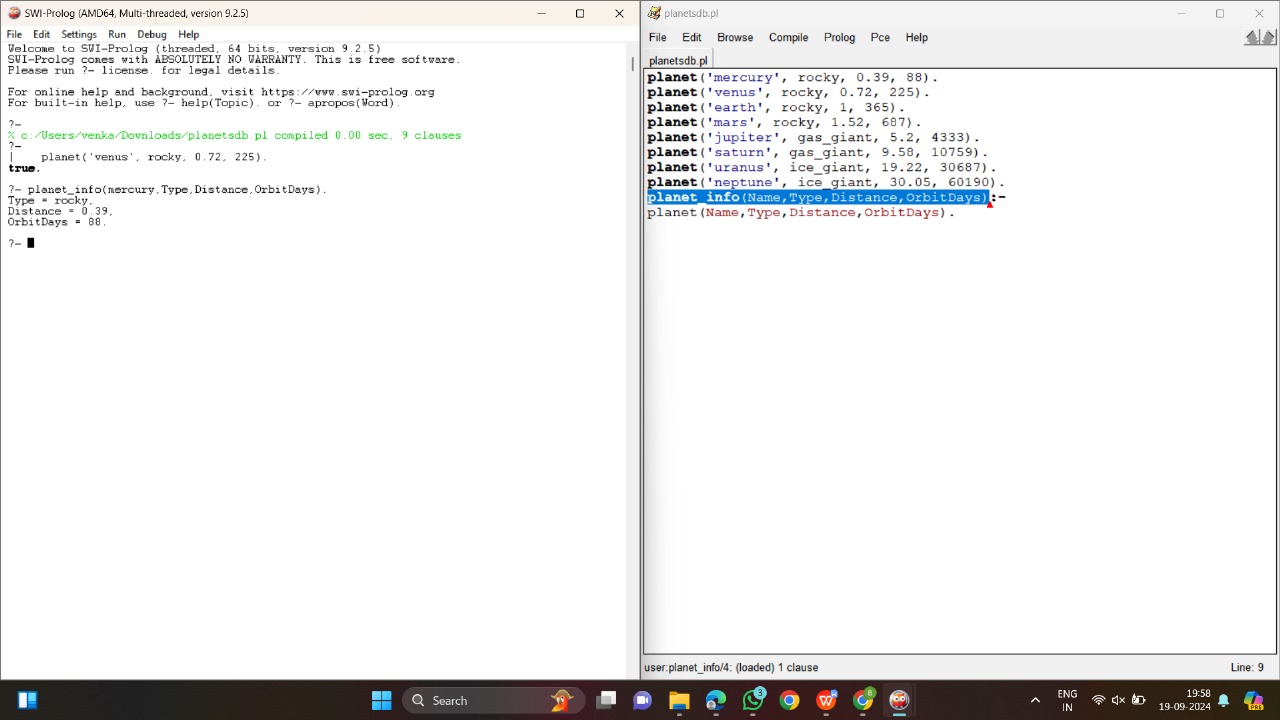 SWI-Prolog (AMD64, Multi-threaded, version 9.2.5)
File Edit Settings Run Debug Help
Welcome to SWI-Prolog (threaded, 64 bits, version 9.2.5)
SWI-Prolog comes with ABSOLUTELY NO WARRANTY. This is free software.
Please run ?- license. for legal details.
For online help and background, visit https://www.swi-prolog.org
For built-in help, use ?- help(Topic). or ?- apropos(Word).
?-
% c:/Users/venka/Downloads/planetsdb.pl compiled 0.00 sec, 9 clauses
?-
| planet('venus', rocky, 0.72, 225).
true.
?- planet_info(mercury,Type,Distance,OrbitDays).
Type = rocky,
Distance = 0.39,
OrbitDays = 88.
?-
planetsdb.pl
File Edit Browse Compile Prolog Pce Help
planetsdb.pl
planet('mercury', rocky, 0.39, 88).
planet('venus', rocky, 0.72, 225).
planet('earth', rocky, 1, 365).
planet('mars', rocky, 1.52, 687).
planet('jupiter', gas_giant, 5.2, 4333).
planet('saturn', gas_giant, 9.58, 10759).
planet('uranus', ice_giant, 19.22, 30687).
planet('neptune', ice_giant, 30.05, 60190).
planet_info(Name,Type,Distance,OrbitDays):-
planet(Name,Type,Distance,OrbitDays).
user:planet_info/4: (loaded) 1 clause Line: 9
Search 3 8 ENG 19:58
IN 19-09-2024